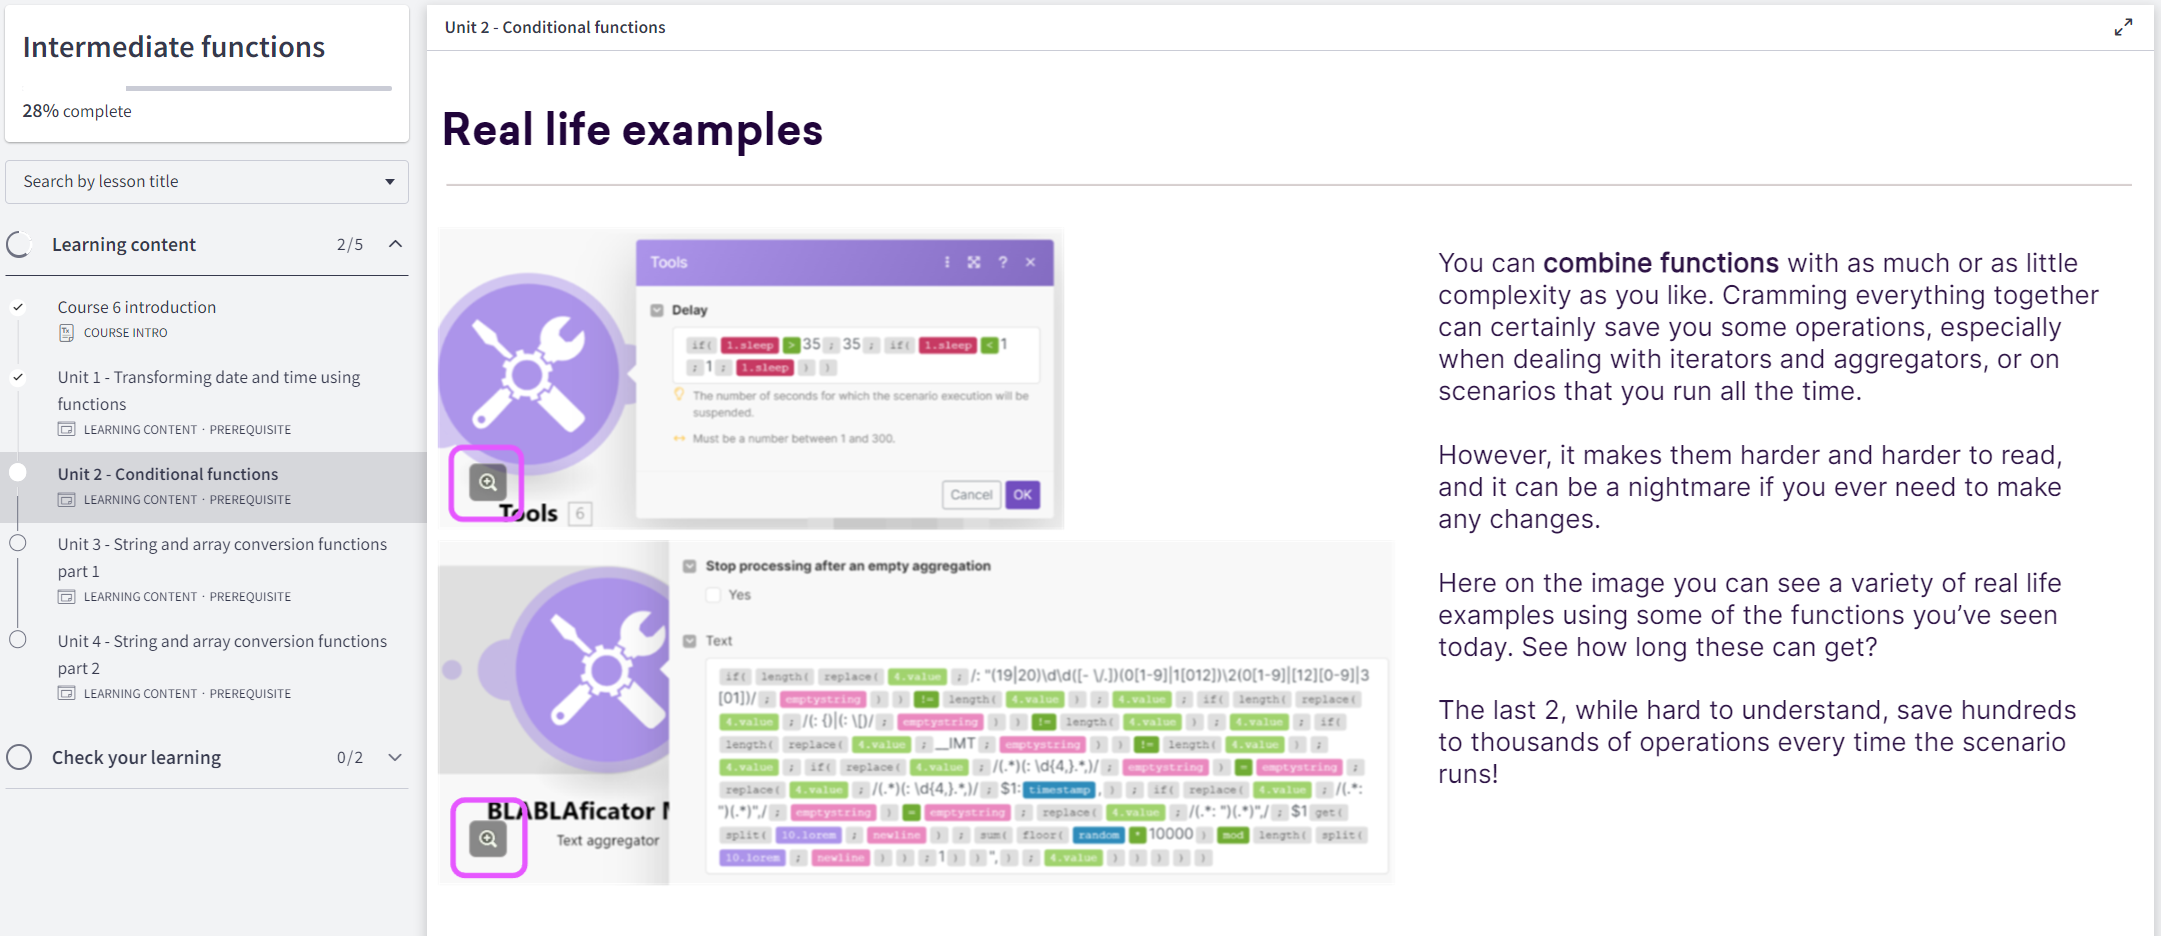 Intermediate functions
28% complete
Search by lesson title
Learning content 2/5
Course 6 introduction
COURSE INTRO
Unit 1 - Transforming date and time using
functions
LEARNING CONTENT · PREREQUISITE
Unit 2 - Conditional functions
LEARNING CONTENT · PREREQUISITE
Unit 3 - String and array conversion functions
part 1
LEARNING CONTENT · PREREQUISITE
Unit 4 - String and array conversion functions
part 2
LEARNING CONTENT · PREREQUISITE
Check your learning 0/2
Unit 2 - Conditional functions
Real life examples
Tools
Delay
if( 1.sleep > 35 ; 35 ; if( 1.sleep < 1
; 1 ; 1.sleep ) )
The number of seconds for which the scenario execution will be
suspended.
Must be a number between 1 and 300.
Cancel OK
Tools 6
Stop processing after an empty aggregation
Yes
Text
if( length( replace( 4.value ; /: "(19|20)\d\d([- \/.])(0[1-9]|1[012])\2(0[1-9]|[12][0-9]|3
[01])/ ; emptystring ) ) != length( 4.value ) ; 4.value ; if( length( replace(
4.value ; /(: {)|(: \[)/ ; emptystring ) ) != length( 4.value ) ; 4.value ; if(
length( replace( 4.value ; __IMT ; emptystring ) ) != length( 4.value ) ;
4.value ; if( replace( 4.value ; /(.*)(: \d{4,}.*,)/ ; emptystring ) = emptystring ;
replace( 4.value ; /(.*)(: \d{4,}.*,)/ ; $1: timestamp , ) ; if( replace( 4.value ; /(.*:
")(.*)",/ ; emptystring ) = emptystring ; replace( 4.value ; /(.*: ")(.*)",/ ; $1 get(
split( 10.lorem ; newline ) ; sum( floor( random * 10000 ) mod length( split(
10.lorem ; newline ) ) ; 1 ) ) ", ) ; 4.value ) ) ) ) )
BLABLAficator
Text aggregator
You can combine functions with as much or as little
complexity as you like. Cramming everything together
can certainly save you some operations, especially
when dealing with iterators and aggregators, or on
scenarios that you run all the time.
However, it makes them harder and harder to read,
and it can be a nightmare if you ever need to make
any changes.
Here on the image you can see a variety of real life
examples using some of the functions you’ve seen
today. See how long these can get?
The last 2, while hard to understand, save hundreds
to thousands of operations every time the scenario
runs!